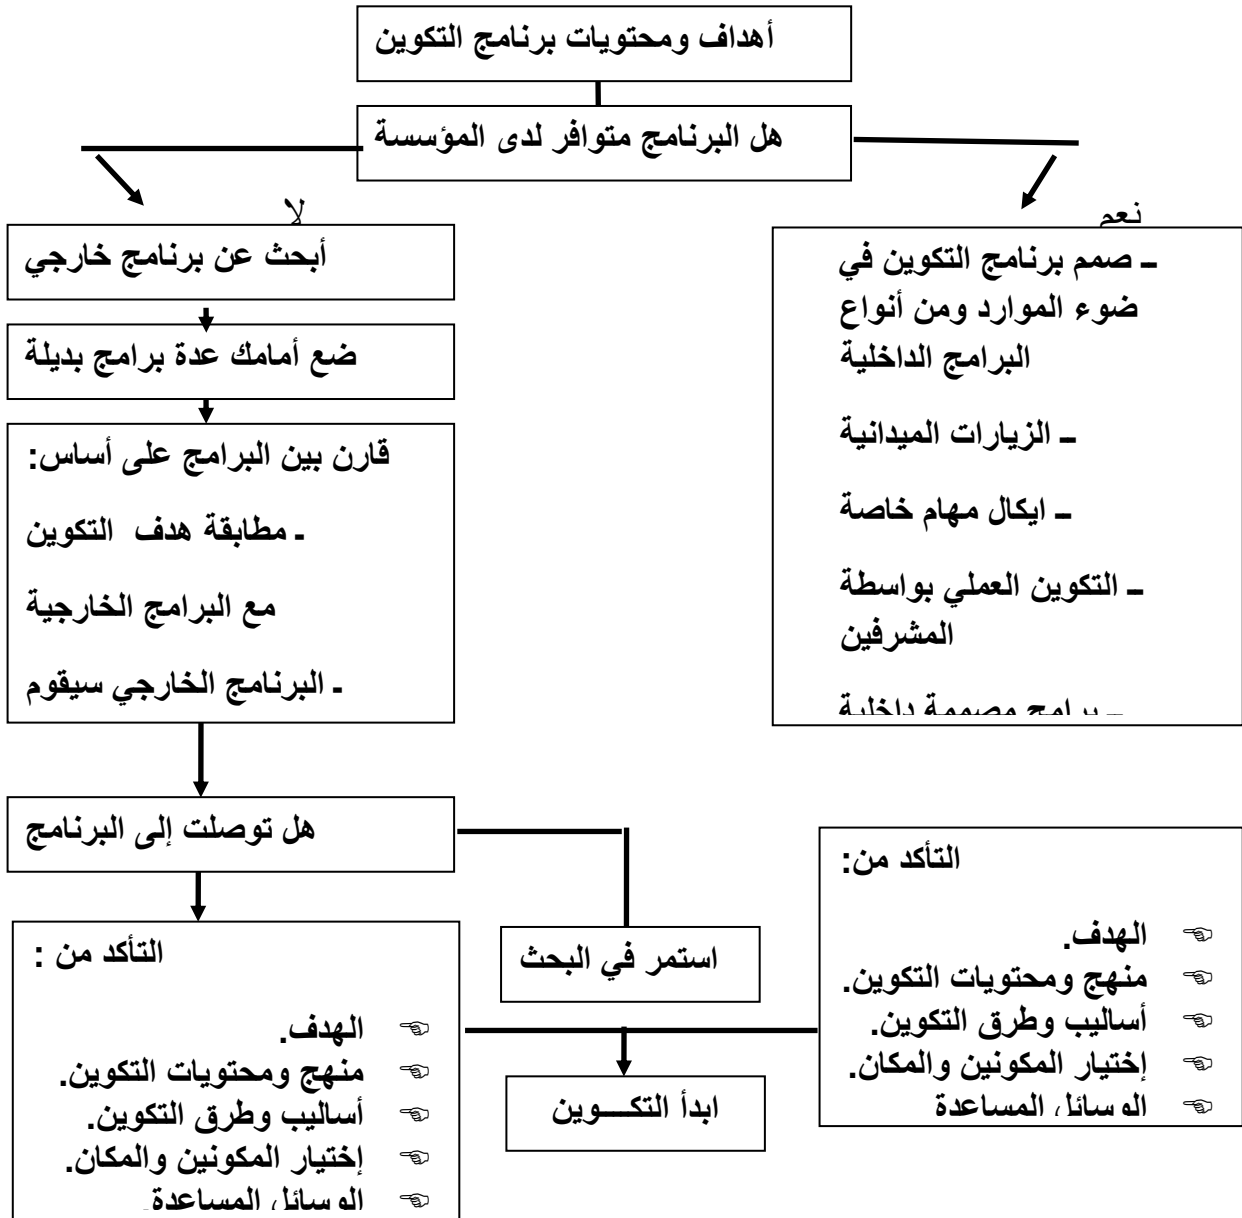 أهداف ومحتويات برنامج التكوين
هل البرنامج متوافر لدى المؤسسة
نعم
لا
ـ صمم برنامج التكوين في
ضوء الموارد ومن أنواع
البرامج الداخلية
ـ الزيارات الميدانية
ـ ايكال مهام خاصة
ـ التكوين العملي بواسطة
المشرفين
ـ برامج مصممة داخلية
أبحث عن برنامج خارجي
ضع أمامك عدة برامج بديلة
قارن بين البرامج على أساس:
ـ مطابقة هدف التكوين
مع البرامج الخارجية
ـ البرنامج الخارجي سيقوم
هل توصلت إلى البرنامج
استمر في البحث
التأكد من:
☜ الهدف.
☜ منهج ومحتويات التكوين.
☜ أساليب وطرق التكوين.
☜ إختيار المكونين والمكان.
☜ الوسائل المساعدة
التأكد من :
☜ الهدف.
☜ منهج ومحتويات التكوين.
☜ أساليب وطرق التكوين.
☜ إختيار المكونين والمكان.
☜ الوسائل المساعدة.
ابدأ التكـــوين